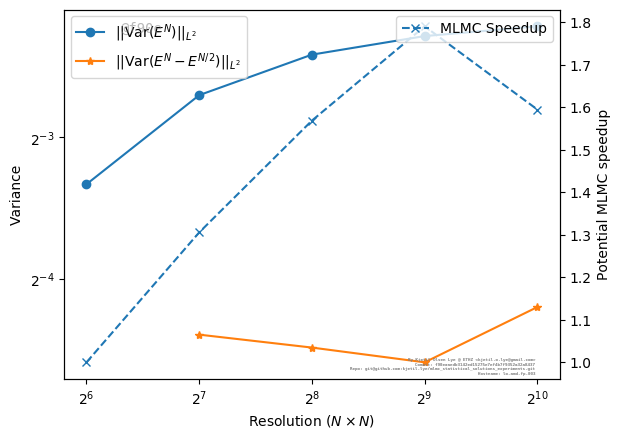 ||Var(E^N)||_{L^2}
||Var(E^N − E^{N/2})||_{L^2}
MLMC Speedup
Variance
2^{-3}
2^{-4}
Potential MLMC speedup
1.8
1.7
1.6
1.5
1.4
1.3
1.2
1.1
1.0
2^6 2^7 2^8 2^9 2^{10}
Resolution (N × N)